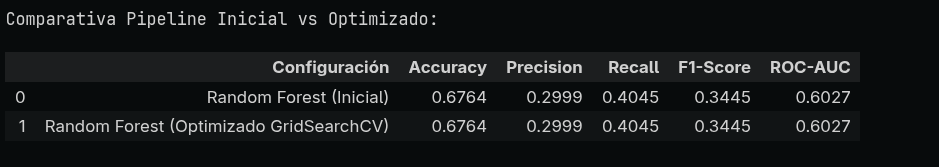 Comparativa Pipeline Inicial vs Optimizado:
Configuración Accuracy Precision Recall F1-Score ROC-AUC
0 Random Forest (Inicial) 0.6764 0.2999 0.4045 0.3445 0.6027
1 Random Forest (Optimizado GridSearchCV) 0.6764 0.2999 0.4045 0.3445 0.6027